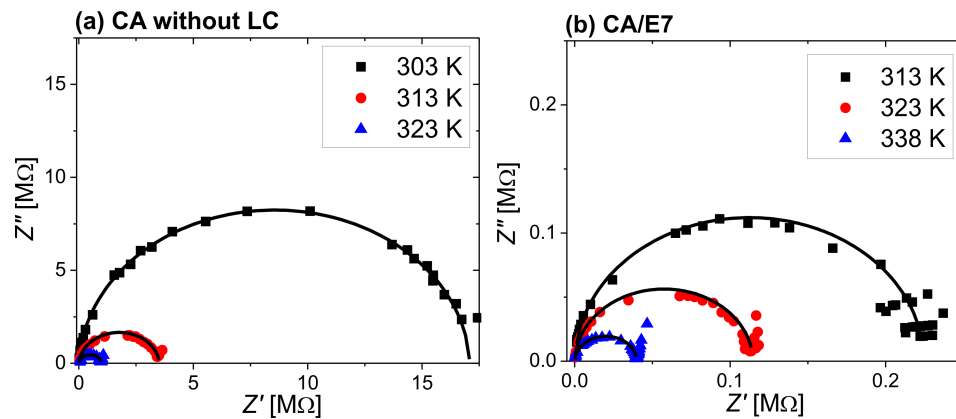 (a) CA without LC
303 K
313 K
323 K
15
10
5
0
Z″ [MΩ]
0
5
10
15
Z′ [MΩ]
(b) CA/E7
313 K
323 K
338 K
0.2
0.1
0.0
Z″ [MΩ]
0.0
0.1
0.2
Z′ [MΩ]